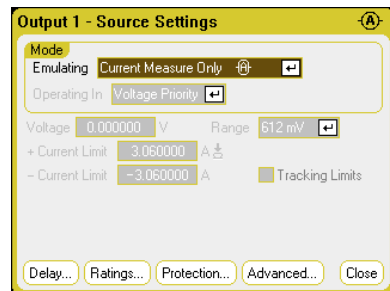 Output 1 - Source Settings
A
Mode
Emulating Current Measure Only A
Operating In Voltage Priority
Voltage 0.000000 V Range 612 mV
+ Current Limit 3.060000 A
- Current Limit -3.060000 A Tracking Limits
Delay... Ratings... Protection... Advanced... Close